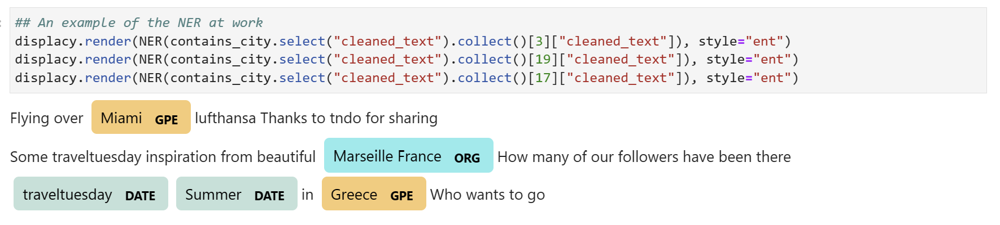 ## An example of the NER at work
displacy.render(NER(contains_city.select("cleaned_text").collect()[3]["cleaned_text"]), style="ent")
displacy.render(NER(contains_city.select("cleaned_text").collect()[19]["cleaned_text"]), style="ent")
displacy.render(NER(contains_city.select("cleaned_text").collect()[17]["cleaned_text"]), style="ent")
Flying over Miami GPE lufthansa Thanks to tndo for sharing
Some traveltuesday inspiration from beautiful Marseille France ORG How many of our followers have been there
traveltuesday DATE Summer DATE in Greece GPE Who wants to go